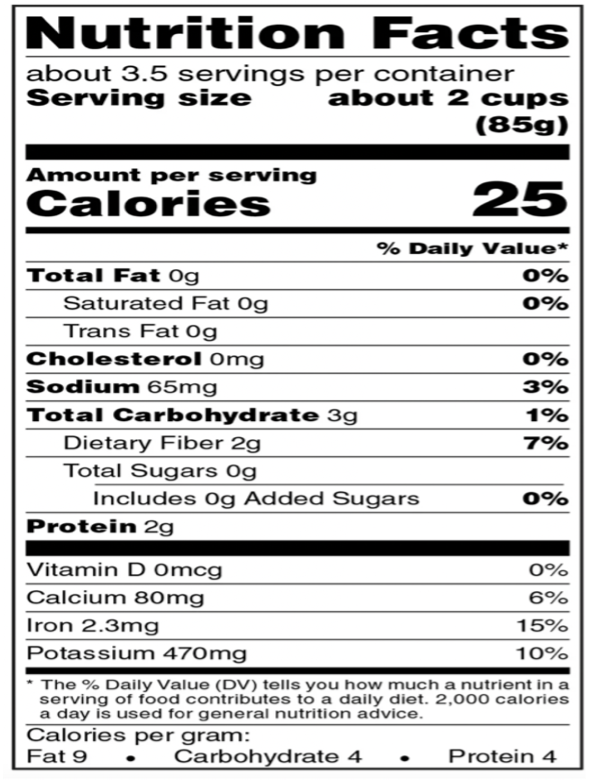 Nutrition Facts
about 3.5 servings per container
Serving size about 2 cups
(85g)
Amount per serving
Calories 25
% Daily Value*
Total Fat 0g 0%
Saturated Fat 0g 0%
Trans Fat 0g
Cholesterol 0mg 0%
Sodium 65mg 3%
Total Carbohydrate 3g 1%
Dietary Fiber 2g 7%
Total Sugars 0g
Includes 0g Added Sugars 0%
Protein 2g
Vitamin D 0mcg 0%
Calcium 80mg 6%
Iron 2.3mg 15%
Potassium 470mg 10%
* The % Daily Value (DV) tells you how much a nutrient in a
serving of food contributes to a daily diet. 2,000 calories
a day is used for general nutrition advice.
Calories per gram:
Fat 9 • Carbohydrate 4 • Protein 4